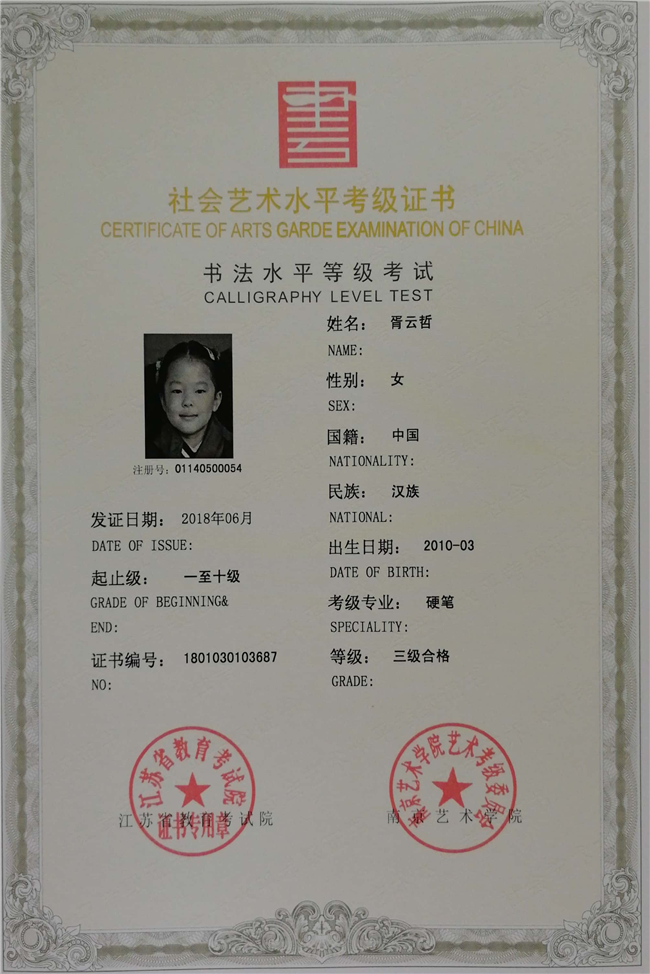 社会艺术水平考级证书
CERTIFICATE OF ARTS GARDE EXAMINATION OF CHINA
书法水平等级考试
CALLIGRAPHY LEVEL TEST
姓名： 胥云哲
NAME:
性别： 女
SEX:
国籍： 中国
NATIONALITY:
民族： 汉族
NATIONAL:
出生日期： 2010-03
DATE OF BIRTH:
考级专业： 硬笔
SPECIALITY:
等级： 三级合格
GRADE:
注册号：01140500054
发证日期： 2018年06月
DATE OF ISSUE:
起止级： 一至十级
GRADE OF BEGINNING&
END:
证书编号： 1801030103687
NO:
江苏省教育考试院
证书专用章
江苏省教育考试院
南京艺术学院艺术考级委员会
南京艺术学院